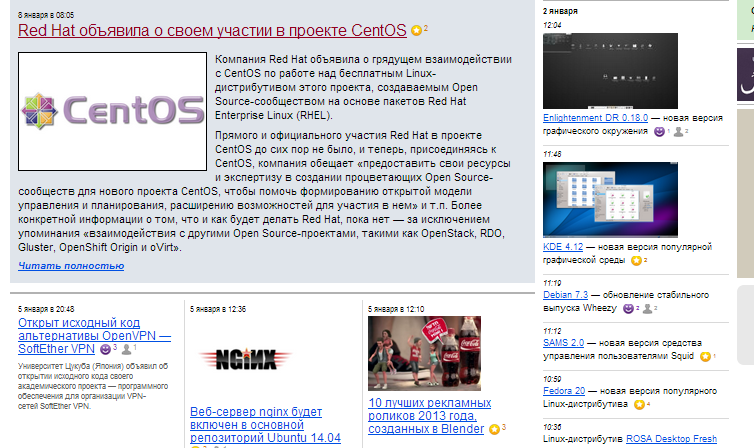 8 января в 08:05
Red Hat объявила о своем участии в проекте CentOS 2
CentOS
Компания Red Hat объявила о грядущем взаимодействии
с CentOS по работе над бесплатным Linux-
дистрибутивом этого проекта, создаваемым Open
Source-сообществом на основе пакетов Red Hat
Enterprise Linux (RHEL).
Прямого и официального участия Red Hat в проекте
CentOS до сих пор не было, и теперь, присоединяясь к
CentOS, компания обещает «предоставить свои ресурсы
и экспертизу в создании процветающих Open Source-
сообществ для нового проекта CentOS, чтобы помочь формированию открытой модели
управления и планирования, расширению возможностей для участия в нем» и т.п. Более
конкретной информации о том, что и как будет делать Red Hat, пока нет — за исключением
упоминания «взаимодействия с другими Open Source-проектами, такими как OpenStack, RDO,
Gluster, OpenShift Origin и oVirt».
Читать полностью
5 января в 20:48
Открыт исходный код
альтернативы OpenVPN —
SoftEther VPN 3 1
Университет Цукуба (Япония) объявил об
открытии исходного кода своего
академического проекта — программного
обеспечения для организации VPN-
сетей SoftEther VPN.
5 января в 12:36
NGINX
Веб-сервер nginx будет
включен в основной
репозиторий Ubuntu 14.04
5 января в 12:10
10 лучших рекламных
роликов 2013 года,
созданных в Blender 3
2 января
12:04
Enlightenment DR 0.18.0 — новая версия
графического окружения 1 2
11:48
KDE 4.12 — новая версия популярной
графической среды 2
11:19
Debian 7.3 — обновление стабильного
выпуска Wheezy 2 2
11:12
SAMS 2.0 — новая версия средства
управления пользователями Squid 1
10:59
Fedora 20 — новая версия популярного
Linux-дистрибутива 4
10:36
Linux-дистрибутив ROSA Desktop Fresh